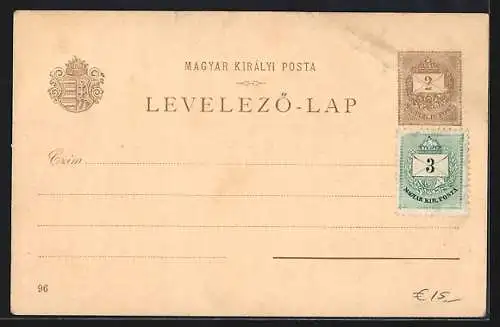 MAGYAR KIRÁLYI POSTA
2
LEVELEZŐ-LAP
3
MAGYAR KIR. POSTA
Czim
96
€ 15,-